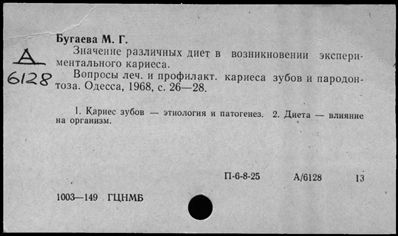 Бугаева М. Г.
Значение различных диет в возникновении экспери-
ментального кариеса.
Вопросы леч. и профилакт. кариеса зубов и пародон-
тоза. Одесса, 1968, с. 26—28.
А
6128
1. Кариес зубов — этиология и патогенез. 2. Диета — влияние
на организм.
П-6-8-25 А/6128 13
1003—149 ГЦНМБ